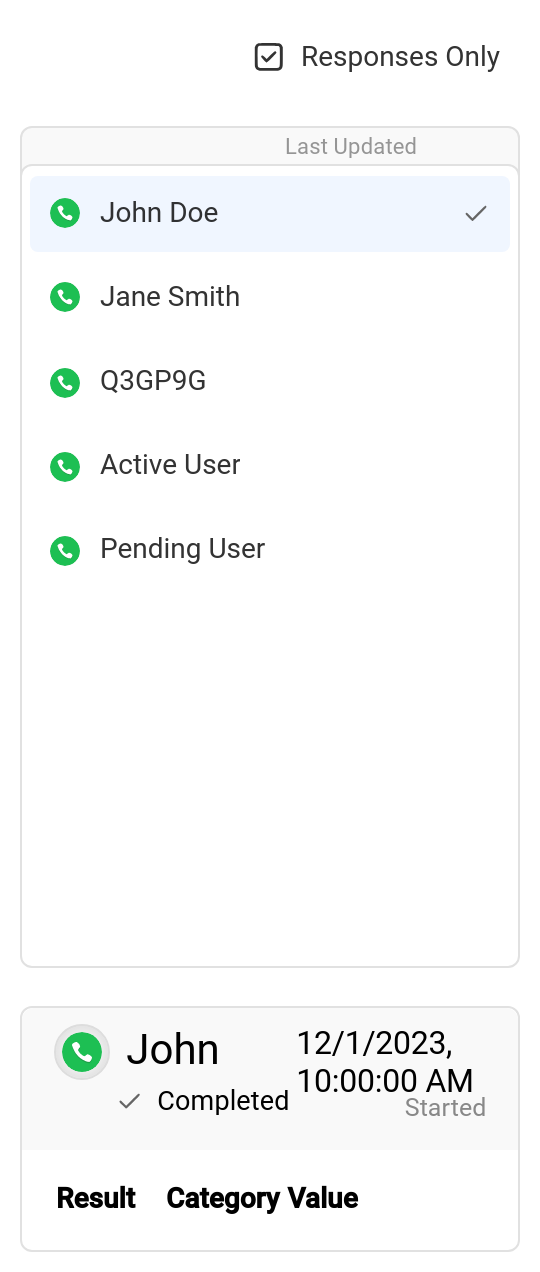 Responses Only
Last Updated
John Doe
Jane Smith
Q3GP9G
Active User
Pending User
John
12/1/2023,
10:00:00 AM
Completed
Started
Result Category Value